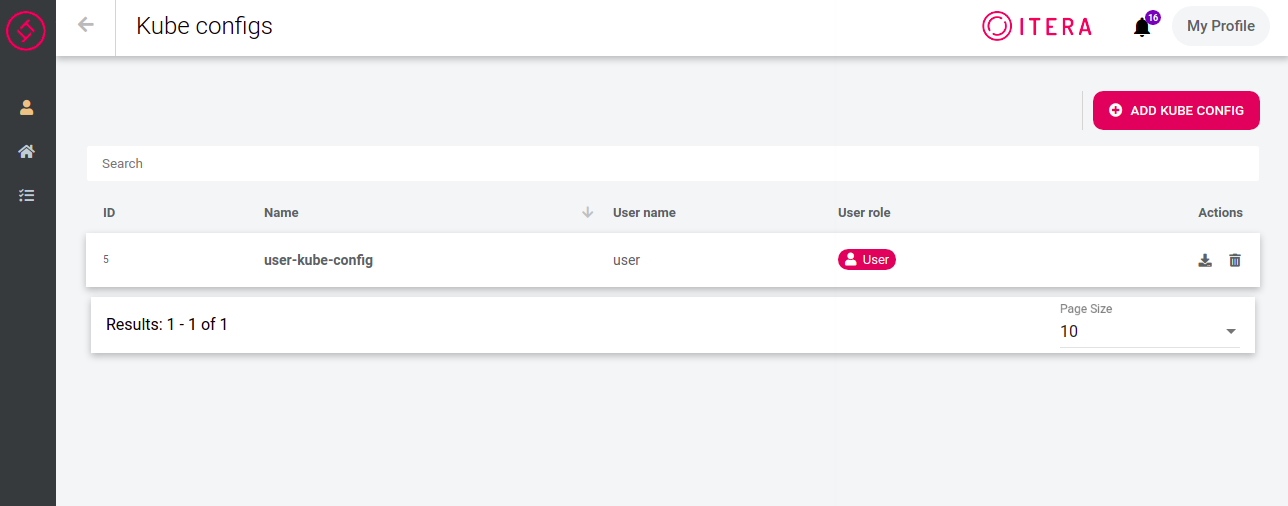 Kube configs
ITERA
16
My Profile
ADD KUBE CONFIG
Search
ID Name User name User role Actions
5 user-kube-config user User
Results: 1 - 1 of 1
Page Size
10